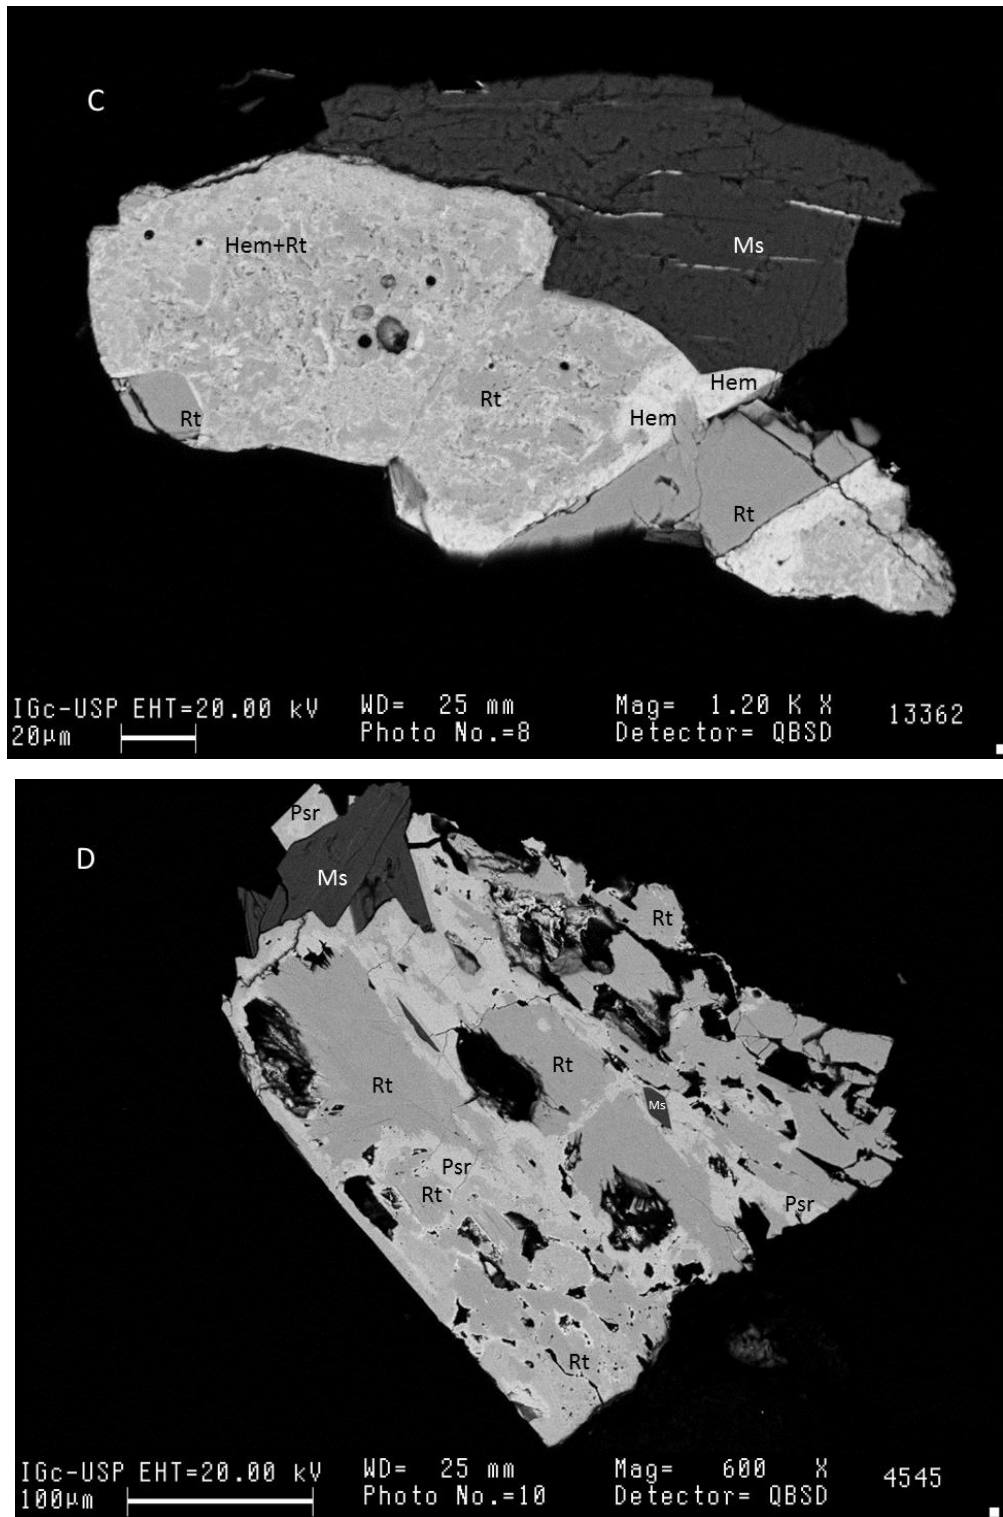 C
Ms
Hem+Rt
Hem
Rt
Hem
Rt
Rt
IGc-USP EHT=20.00 kV WD= 25 mm Mag= 1.20 K X 13362
20µm Photo No.=8 Detector= QBSD
Psr
D
Ms
Rt
Rt
Rt
Ms
Psr
Rt
Psr
Rt
IGc-USP EHT=20.00 kV WD= 25 mm Mag= 600 X 4545
100µm Photo No.=10 Detector= QBSD